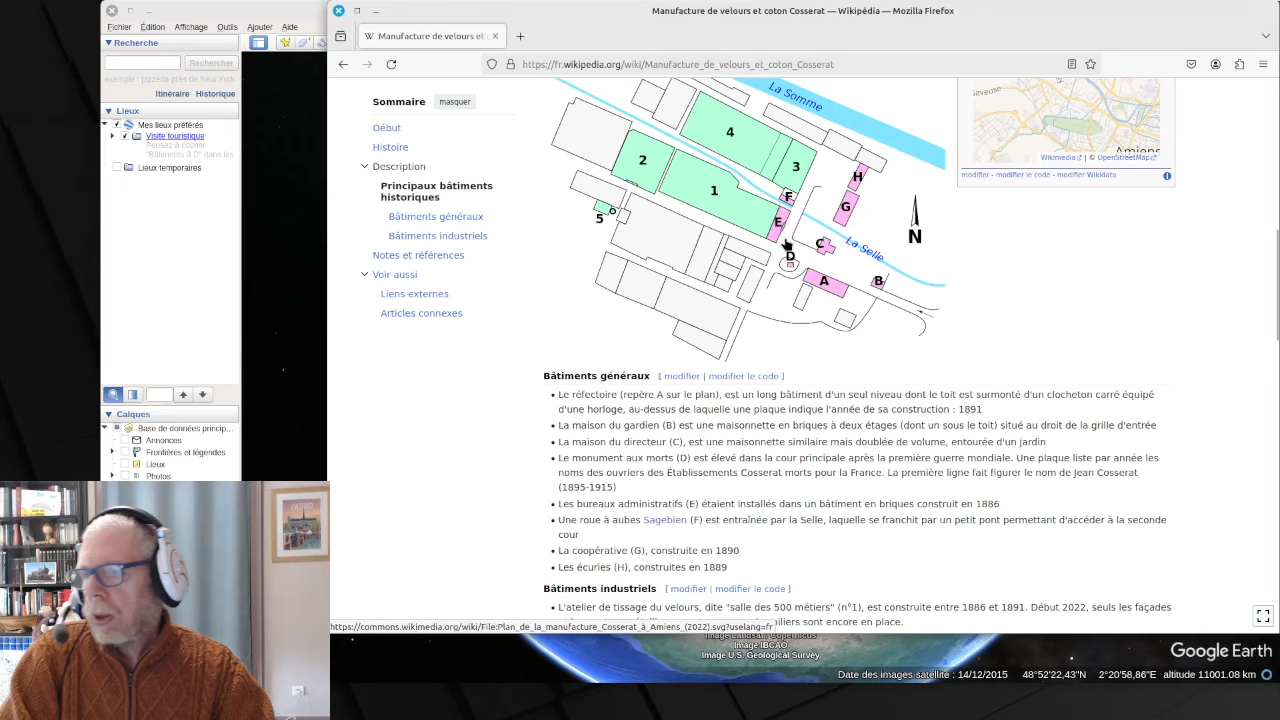 Manufacture de velours et coton Cosserat — Wikipédia — Mozilla Firefox
Fichier Édition Affichage Outils Ajouter Aide
Manufacture de velours et c
Recherche
Rechercher
https://fr.wikipedia.org/wiki/Manufacture_de_velours_et_coton_Cosserat
exemple : pizzeria près de New York
Itinéraire Historique
Lieux
Mes lieux préférés
Visite touristique
Pensez à cocher
"Bâtiments 3 D" dans les
Lieux temporaires
Calques
Base de données princip...
Annonces
Frontières et légendes
Lieux
Photos
Sommaire masquer
Début
Histoire
Description
Principaux bâtiments
historiques
Bâtiments généraux
Bâtiments industriels
Notes et références
Voir aussi
Liens externes
Articles connexes
La Somme
4
2
3
1
H
F
G
5
E
C
La Selle
N
D
A
B
Amiens
Wikimedia | © OpenStreetMap
modifier - modifier le code - modifier Wikidata
Bâtiments généraux [ modifier | modifier le code ]
• Le réfectoire (repère A sur le plan), est un long bâtiment d'un seul niveau dont le toit est surmonté d'un clocheton carré équipé
d'une horloge, au-dessus de laquelle une plaque indique l'année de sa construction : 1891
• La maison du gardien (B) est une maisonnette en briques à deux étages (dont un sous le toit) situé au droit de la grille d'entrée
• La maison du directeur (C), est une maisonnette similaire mais doublée de volume, entourée d'un jardin
• Le monument aux morts (D) est élevé dans la cour principale après la première guerre mondiale. Une plaque liste par année les
noms des ouvriers des Établissements Cosserat morts pour la France. La première ligne fait figurer le nom de Jean Cosserat
(1895-1915)
• Les bureaux administratifs (E) étaient installés dans un bâtiment en briques construit en 1886
• Une roue à aubes Sagebien (F) est entraînée par la Selle, laquelle se franchit par un petit pont permettant d'accéder à la seconde
cour
• La coopérative (G), construite en 1890
• Les écuries (H), construites en 1889
Bâtiments industriels [ modifier | modifier le code ]
• L'atelier de tissage du velours, dite "salle des 500 métiers" (n°1), est construite entre 1886 et 1891. Début 2022, seuls les façades
iliers sont encore en place.
https://commons.wikimedia.org/wiki/File:Plan_de_la_manufacture_Cosserat_à_Amiens_(2022).svg?uselang=fr
Image Landsat / Copernicus
Image IBCAO
Image U.S. Geological Survey
Google Earth
Date des images satellite : 14/12/2015 48°52'22,43"N 2°20'58,86"E altitude 11001.08 km